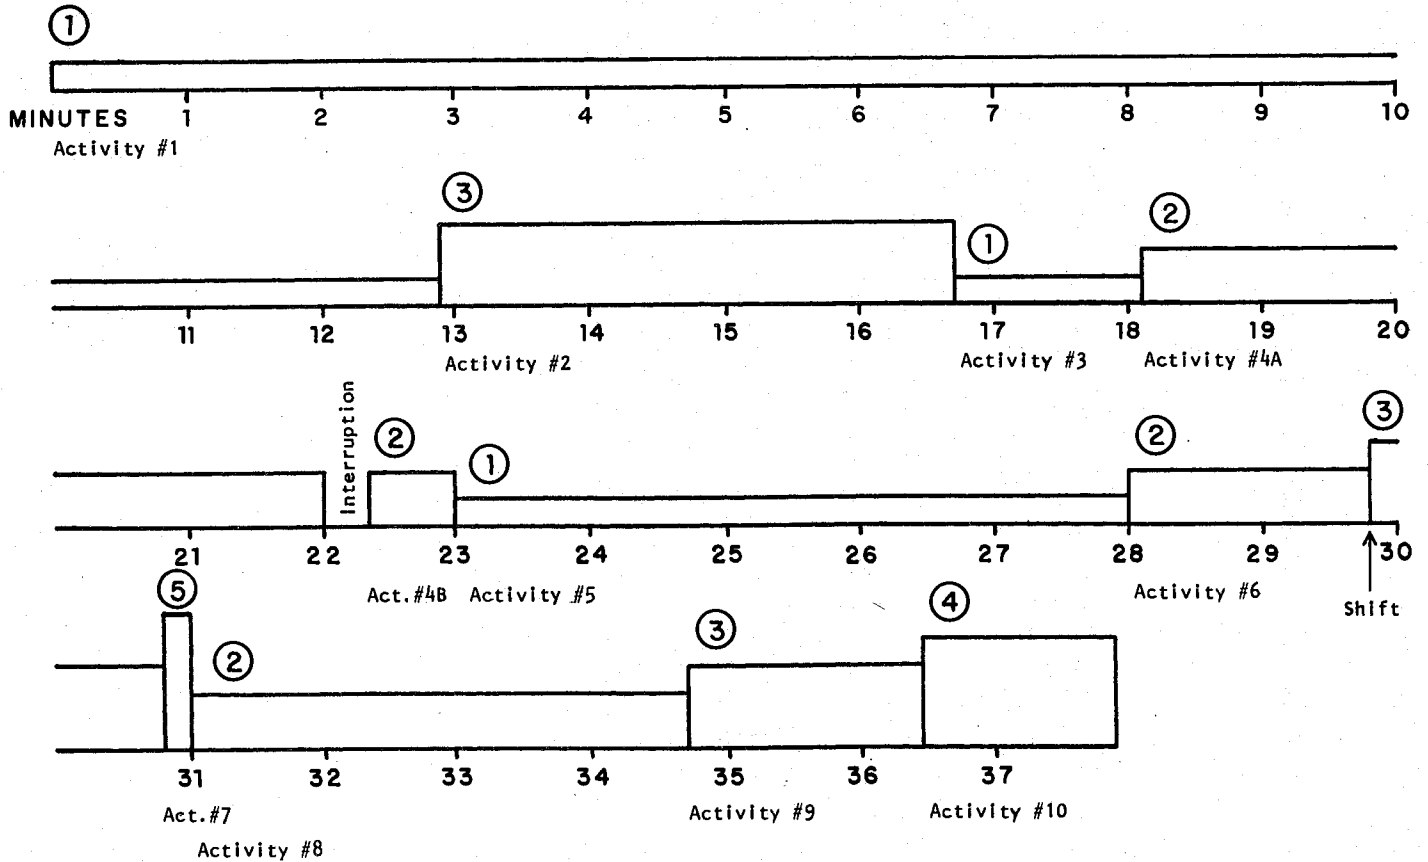 1
MINUTES 1 2 3 4 5 6 7 8 9 10
Activity #1
3 1 2
11 12 13 14 15 16 17 18 19 20
Activity #2 Activity #3 Activity #4A
Interruption
2 1 2 3
21 22 23 24 25 26 27 28 29 30
Act.#4B Activity #5 Activity #6 Shift
5 2 3 4
31 32 33 34 35 36 37
Act.#7 Activity #9 Activity #10
Activity #8